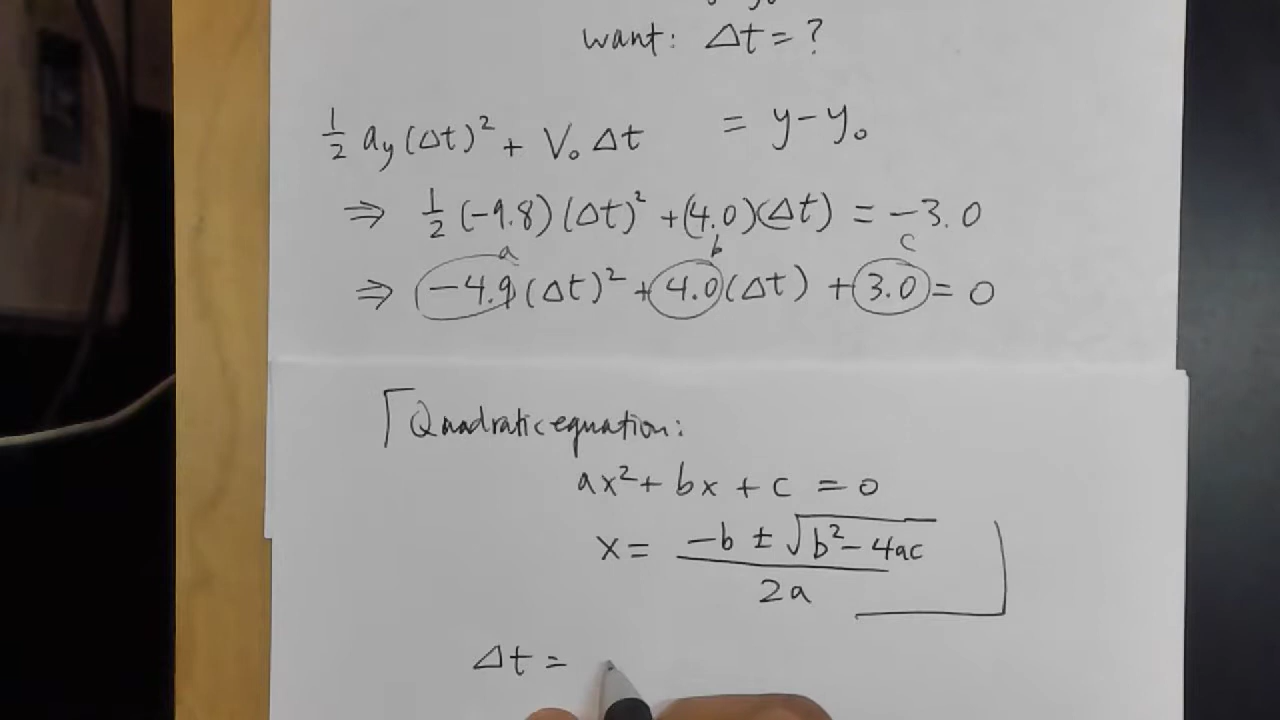 want: Δt = ?
½ a_y (Δt)² + V₀ Δt = y - y₀
⇒ ½ (-9.8) (Δt)² + (4.0)(Δt) = -3.0
a b c
⇒ -4.9 (Δt)² + 4.0 (Δt) + 3.0 = 0
Quadratic equation:
ax² + bx + c = 0
x = (-b ± √(b² - 4ac)) / 2a
Δt =